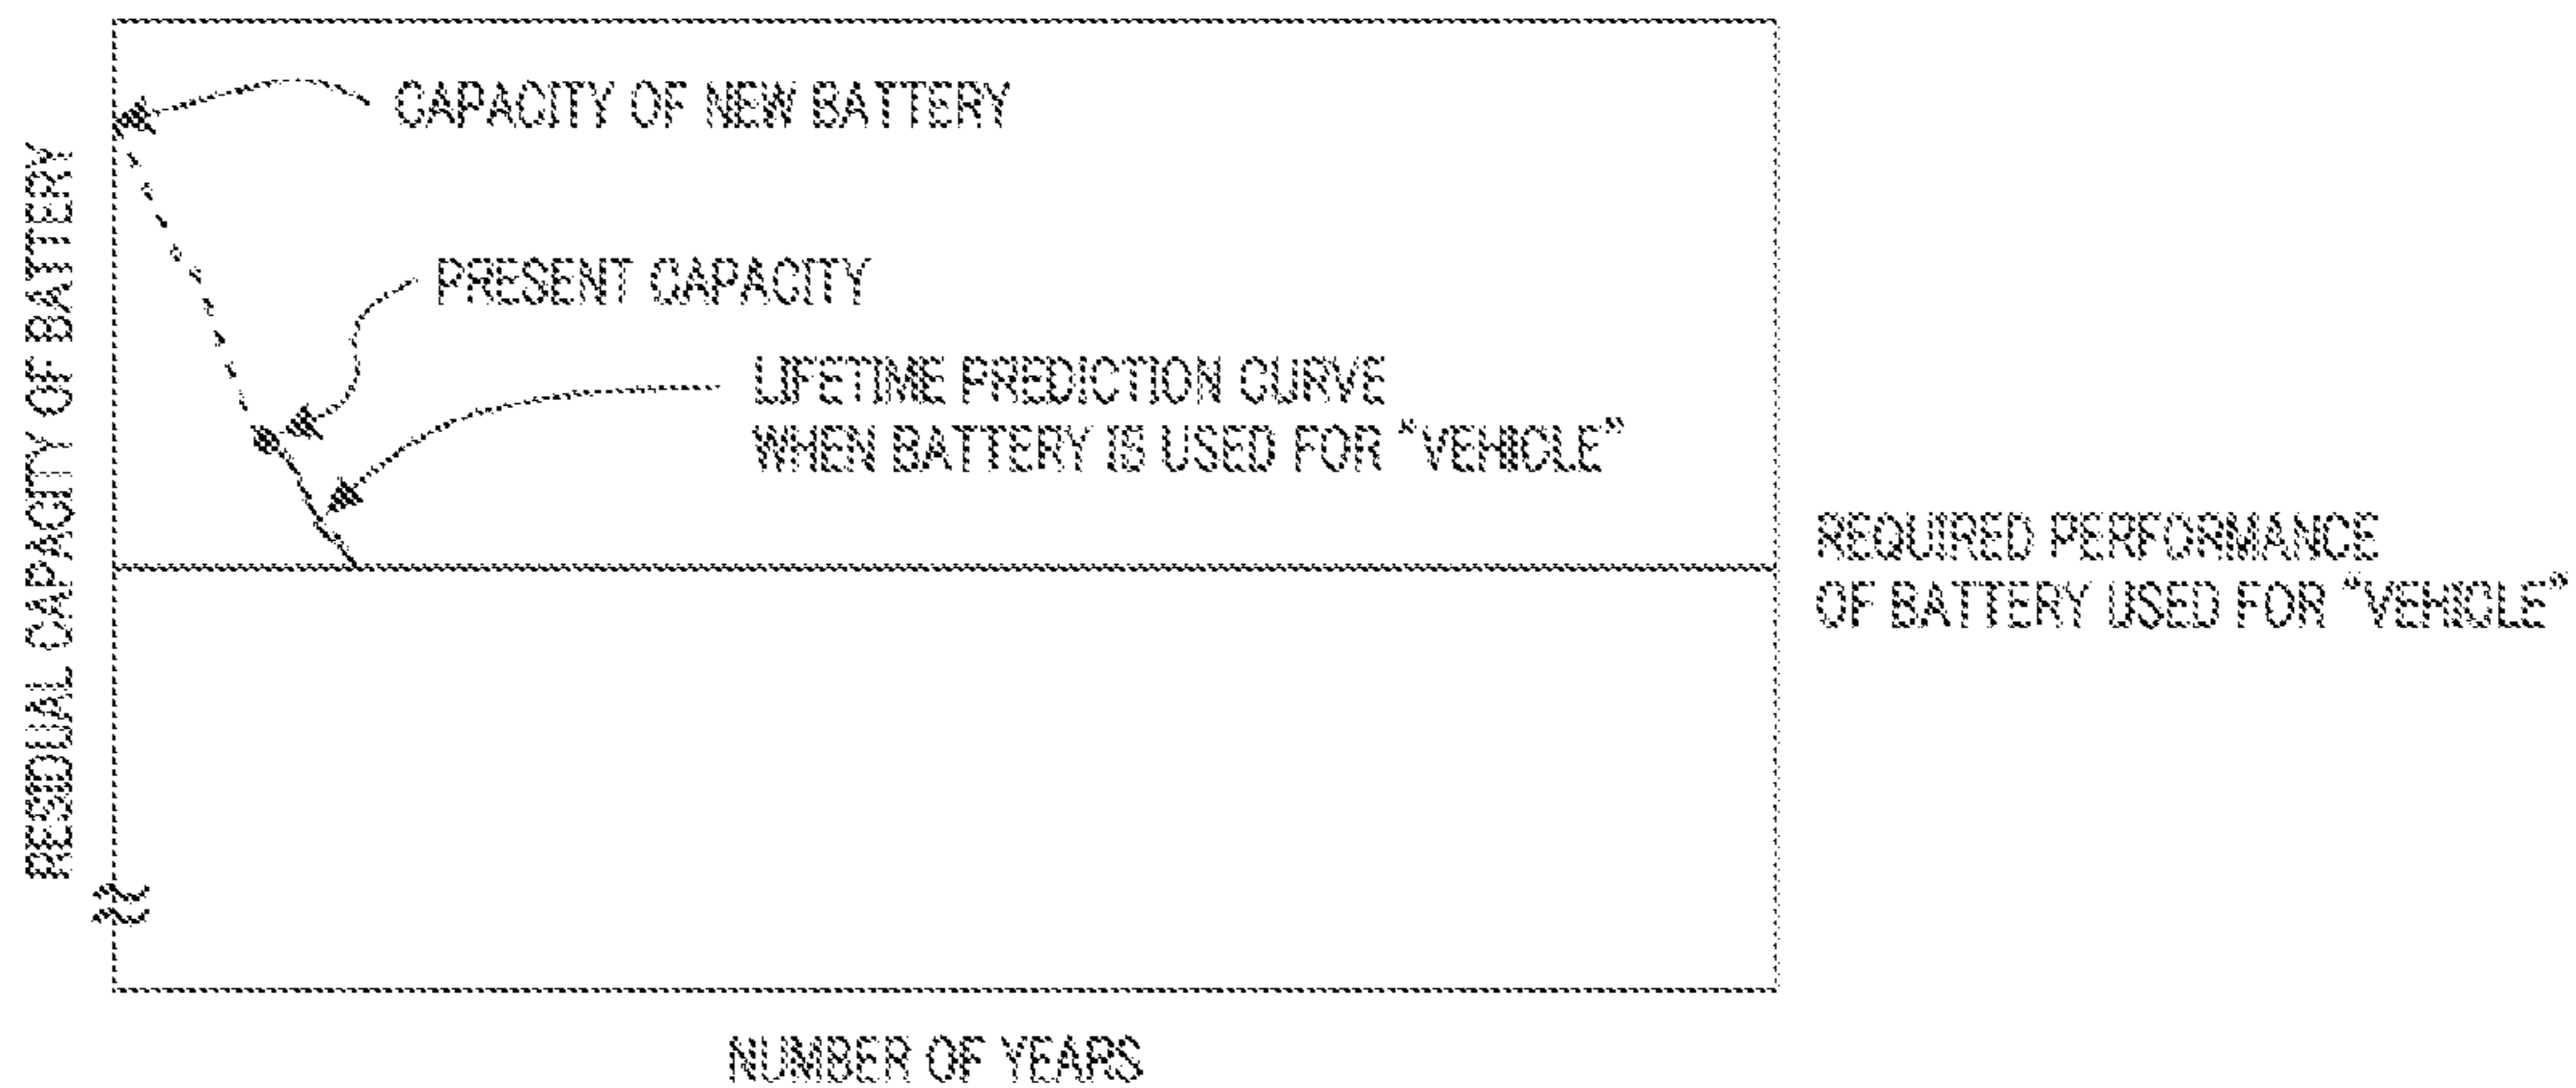 CAPACITY OF NEW BATTERY
PRESENT CAPACITY
LIFETIME PREDICTION CURVE
WHEN BATTERY IS USED FOR “VEHICLE”
REQUIRED PERFORMANCE
OF BATTERY USED FOR “VEHICLE”
RESIDUAL CAPACITY OF BATTERY
NUMBER OF YEARS